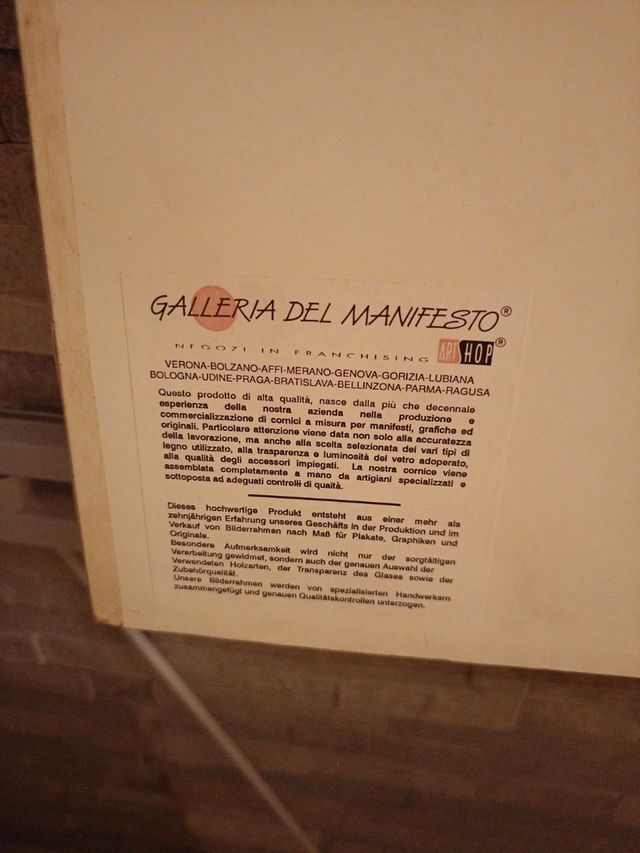 GALLERIA DEL MANIFESTO®
NEGOZI IN FRANCHISING ART SHOP®
VERONA-BOLZANO-AFFI-MERANO-GENOVA-GORIZIA-LUBIANA
BOLOGNA-UDINE-PRAGA-BRATISLAVA-BELLINZONA-PARMA-RAGUSA
Questo prodotto di alta qualità, nasce dalla più che decennale
esperienza della nostra azienda nella produzione e
commercializzazione di cornici a misura per manifesti, grafiche ed
originali. Particolare attenzione viene data non solo alla accuratezza
della lavorazione, ma anche alla scelta selezionata dei vari tipi di
legno utilizzato, alla trasparenza e luminosità del vetro adoperato,
alla qualità degli accessori impiegati. La nostra cornice viene
assemblata completamente a mano da artigiani specializzati e
sottoposta ad adeguati controlli di quaità.
Dieses hochwertige Produkt entsteht aus einer mehr als
zehnjährigen Erfahrung unseres Geschäfts in der Produktion und im
Verkauf von Bilderrahmen nach Maß für Plakate, Graphiken und
Originale.
Besondere Aufmerksamkeit wird nicht nur der sorgtältigen
Verarbeitung gewidmet, sondern auch der genauen Auswahl der
Verwendeten Holzarten, der Transparenz des Glases sowie der
Zubehörqualität.
Unsere Bilderrahmen werden von spezialisierten Handwerkern
zusammengefügt und genauen Qualitätskontrollen unterzogen.